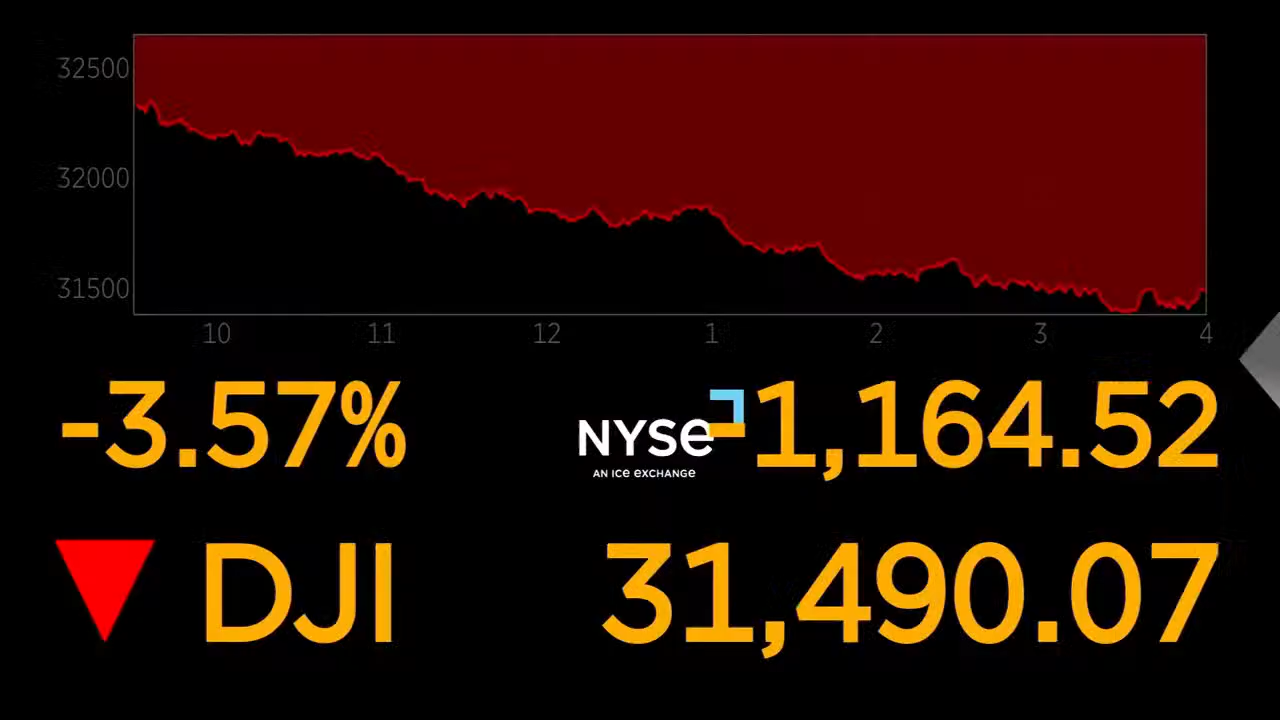 32500
32000
31500
10 11 12 1 2 3 4
-3.57% -1,164.52
NYSE
AN ICE EXCHANGE
DJI 31,490.07